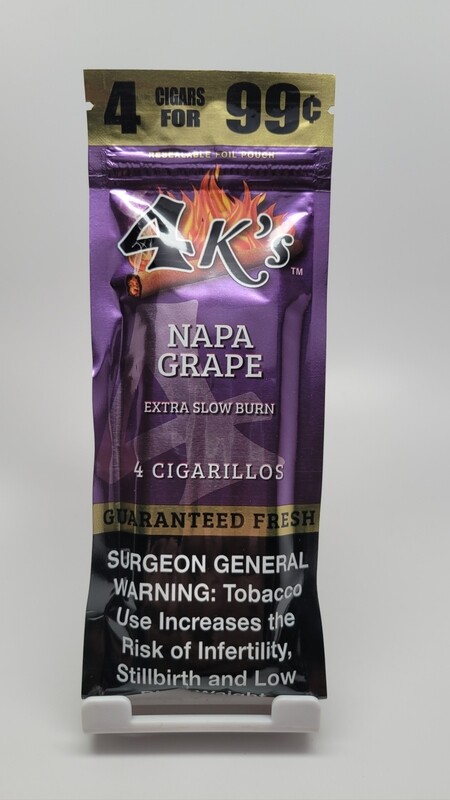 4 CIGARS FOR 99¢
RESEALABLE FOIL POUCH
4K's™
NAPA
GRAPE
EXTRA SLOW BURN
4 CIGARILLOS
GUARANTEED FRESH
SURGEON GENERAL
WARNING: Tobacco
Use Increases the
Risk of Infertility,
Stillbirth and Low